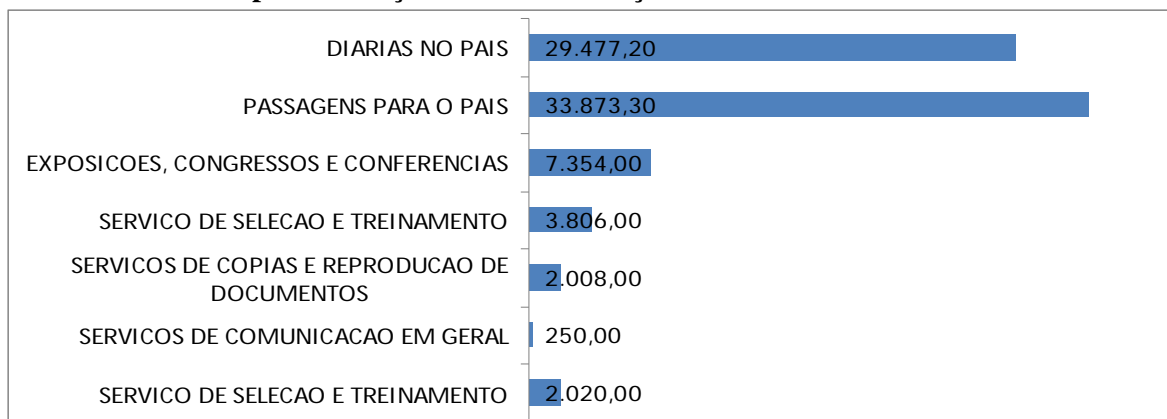 DIARIAS NO PAIS 29.477,20
PASSAGENS PARA O PAIS 33.873,30
EXPOSICOES, CONGRESSOS E CONFERENCIAS 7.354,00
SERVICO DE SELECAO E TREINAMENTO 3.806,00
SERVICOS DE COPIAS E REPRODUCAO DE
DOCUMENTOS 2.008,00
SERVICOS DE COMUNICACAO EM GERAL 250,00
SERVICO DE SELECAO E TREINAMENTO 2.020,00